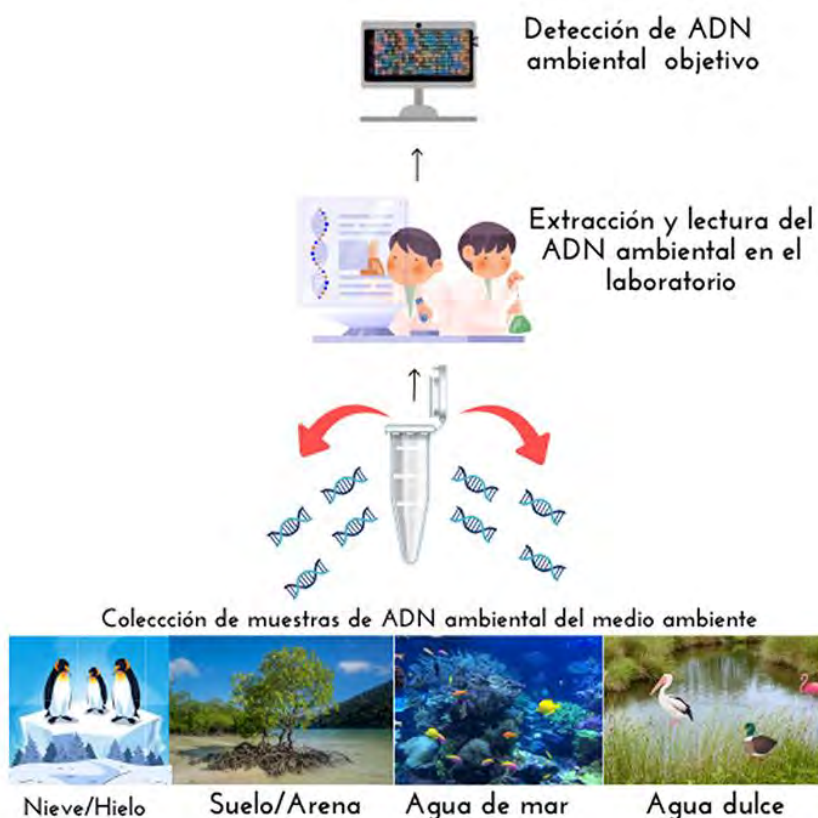 Detección de ADN
ambiental objetivo
Extracción y lectura del
ADN ambiental en el
laboratorio
Coleccción de muestras de ADN ambiental del medio ambiente
Nieve/Hielo
Suelo/Arena
Agua de mar
Agua dulce